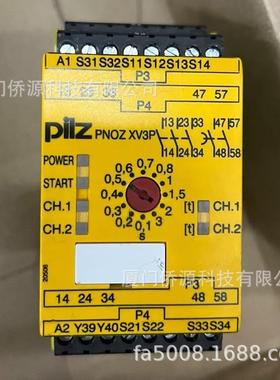 A1 S31 S32 S11 S12 S13 S14
P3
13 23 33 47 57
P4
厦门侨源科技有限
pilz
PNOZ XV3P
13 23 33 47 57
14 24 34 48 58
POWER
START
CH.1
CH.2
0,6
0,5
0,8
0,4
1
0,3
1,5
0,2
2
0,1
3
0
s
[t]
[t]
CH.1
CH.2
20508
厦门侨源科技有限公司
P3
14 24 34 48 58
P4
A2 Y39 Y40 S21 S22 S33 S34
fa5008.1688.com